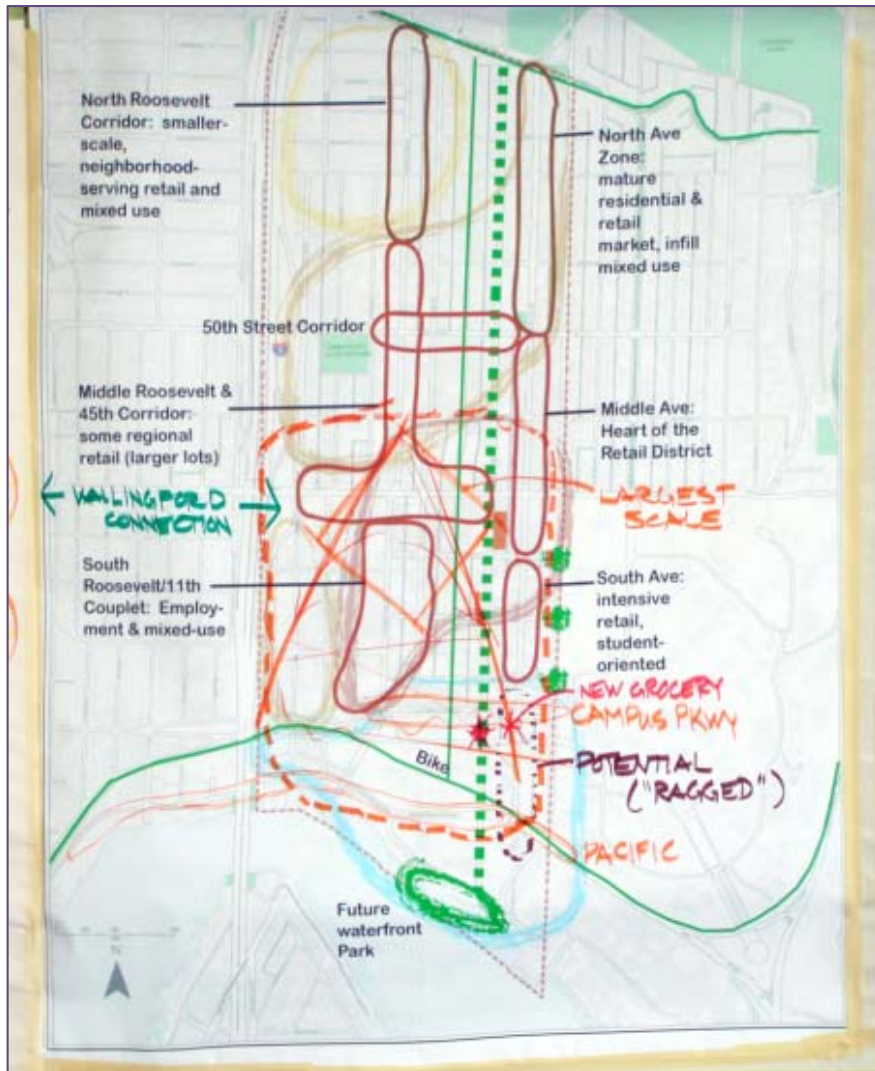 North Roosevelt
Corridor: smaller-
scale,
neighborhood-
serving retail and
mixed use
North Ave
Zone:
mature
residential &
retail
market, infill
mixed use
50th Street Corridor
Middle Roosevelt &
45th Corridor:
some regional
retail (larger lots)
Middle Ave:
Heart of the
Retail District
WALLINGFORD
CONNECTION
LARGEST
SCALE
South
Roosevelt/11th
Couplet: Employ-
ment & mixed-use
South Ave:
intensive
retail,
student-
oriented
NEW GROCERY
CAMPUS PKWY
Bike
POTENTIAL
("RAGGED")
PACIFIC
Future
waterfront
Park
N